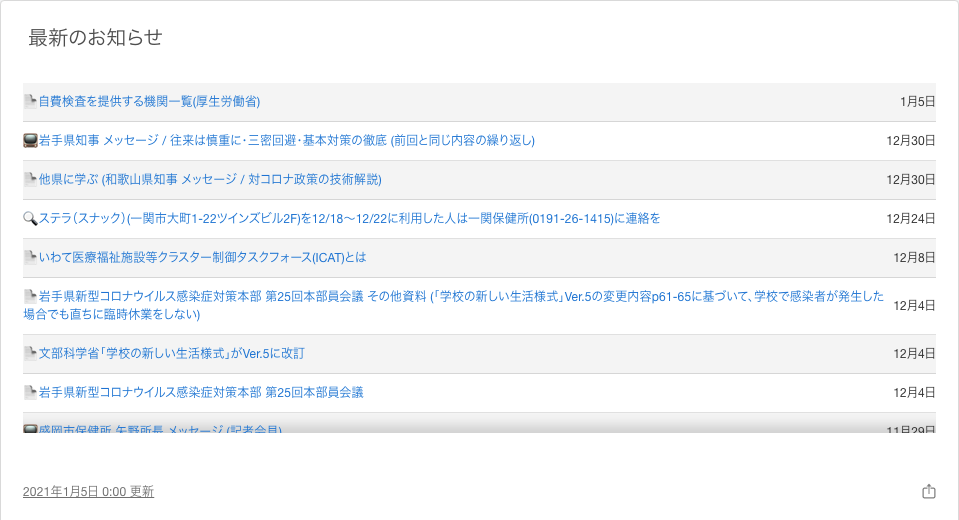 最新のお知らせ
自費検査を提供する機関一覧(厚生労働省) 1月5日
岩手県知事 メッセージ / 往来は慎重に・三密回避・基本対策の徹底 (前回と同じ内容の繰り返し) 12月30日
他県に学ぶ (和歌山県知事 メッセージ / 対コロナ政策の技術解説) 12月30日
ステラ（スナック）(一関市大町1-22ツインズビル2F)を12/18〜12/22に利用した人は一関保健所(0191-26-1415)に連絡を 12月24日
いわて医療福祉施設等クラスター制御タスクフォース(ICAT)とは 12月8日
岩手県新型コロナウイルス感染症対策本部 第25回本部員会議 その他資料 (「学校の新しい生活様式」Ver.5の変更内容p61-65に基づいて、学校で感染者が発生した 12月4日
場合でも直ちに臨時休業をしない)
文部科学省「学校の新しい生活様式」がVer.5に改訂 12月4日
岩手県新型コロナウイルス感染症対策本部 第25回本部員会議 12月4日
盛岡市保健所 矢野所長 メッセージ (記者会見) 11月29日
2021年1月5日 0:00 更新